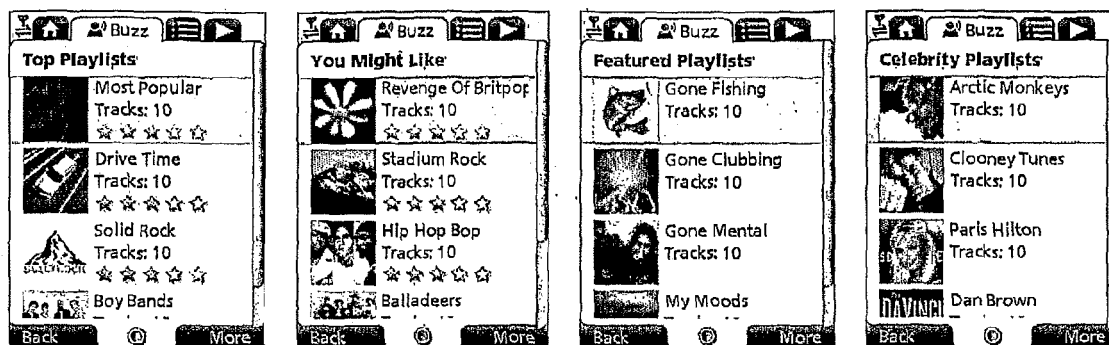 Buzz
Top Playlists
Most Popular
Tracks: 10
Drive Time
Tracks: 10
Solid Rock
Tracks: 10
Boy Bands
Back
More
Buzz
You Might Like
Revenge Of Britpop
Tracks: 10
Stadium Rock
Tracks: 10
Hip Hop Bop
Tracks: 10
Balladeers
Back
More
Buzz
Featured Playlists
Gone Fishing
Tracks: 10
Gone Clubbing
Tracks: 10
Gone Mental
Tracks: 10
My Moods
Back
More
Buzz
Celebrity Playlists
Arctic Monkeys
Tracks: 10
Clooney Tunes
Tracks: 10
Paris Hilton
Tracks: 10
DAVINCI
Dan Brown
Back
More